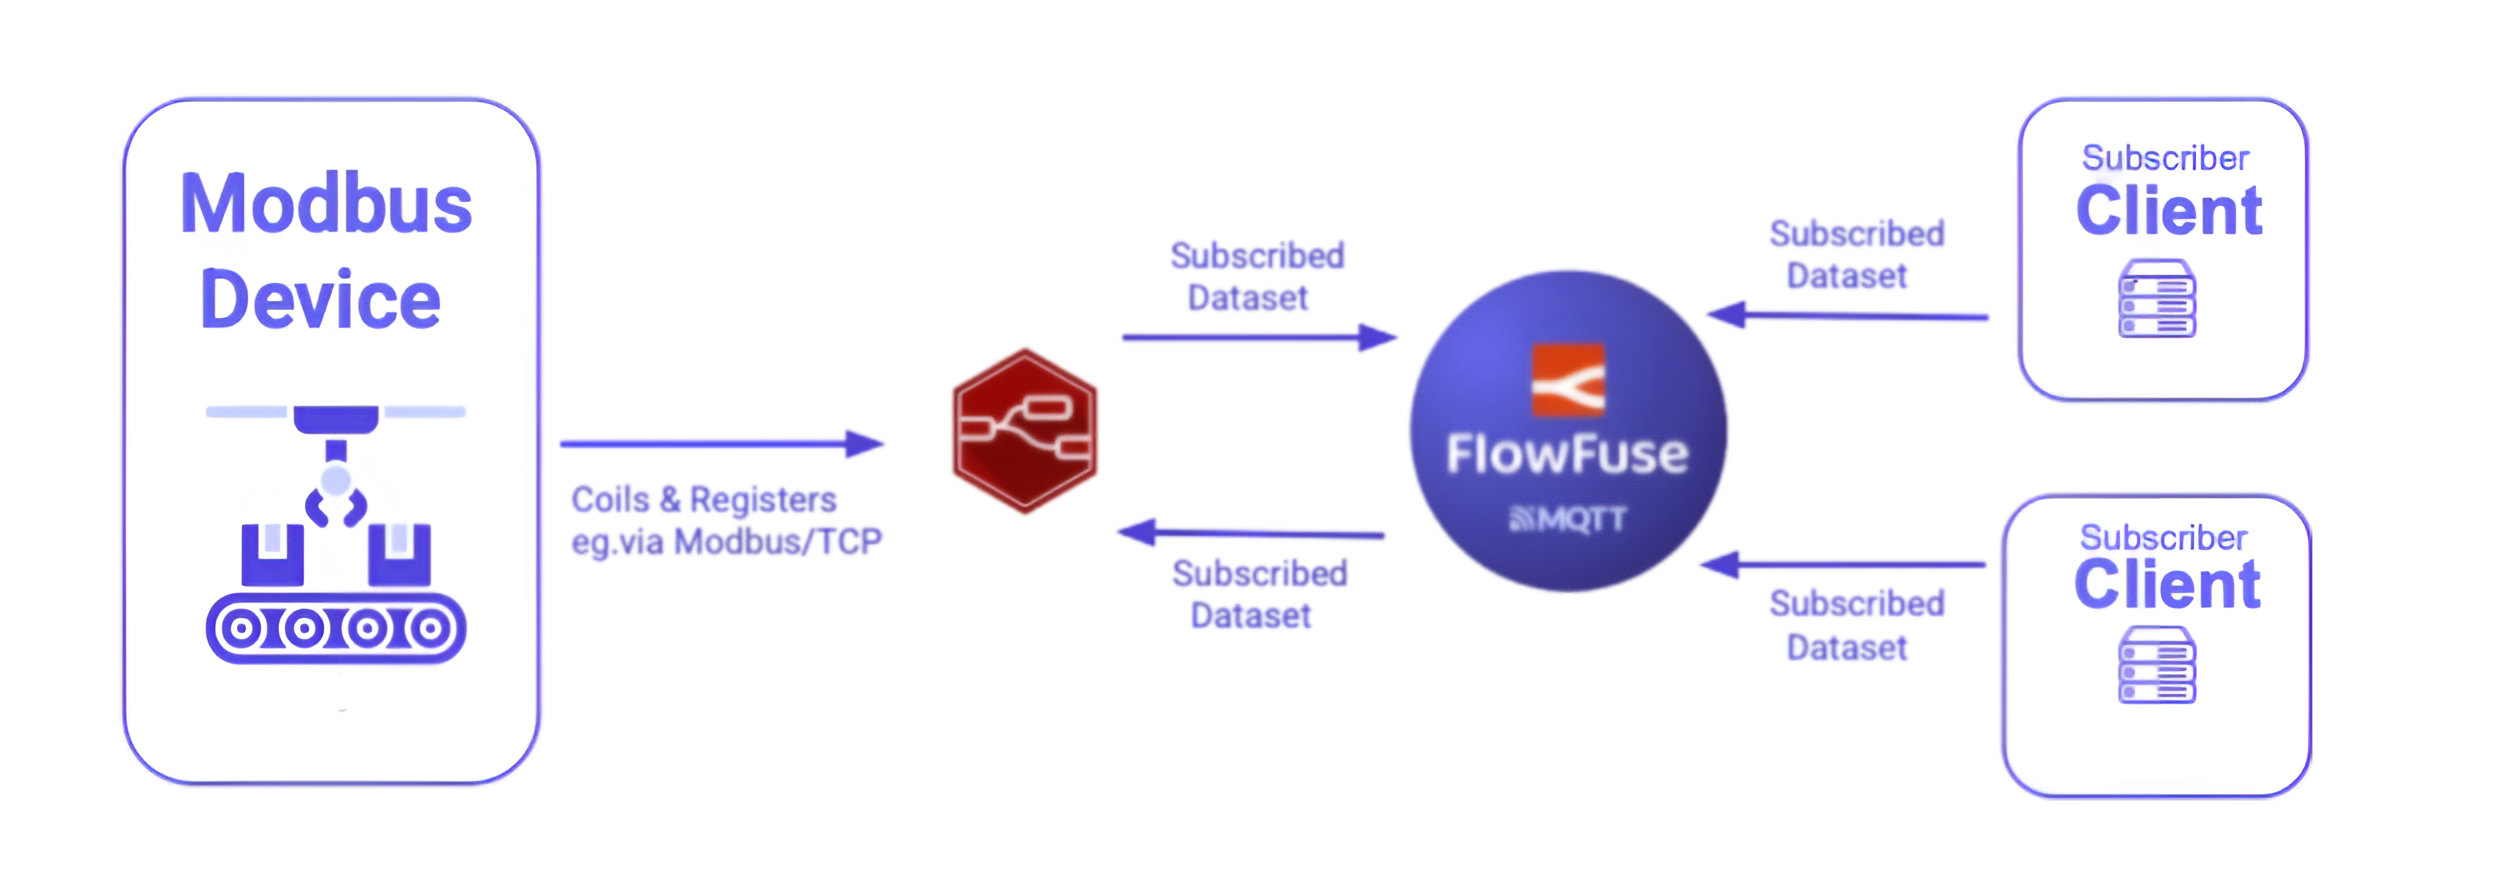 Modbus
Device
Coils & Registers
eg.via Modbus/TCP
Subscribed
Dataset
Subscribed
Dataset
FlowFuse
MQTT
Subscribed
Dataset
Subscribed
Dataset
Subscriber
Client
Subscriber
Client